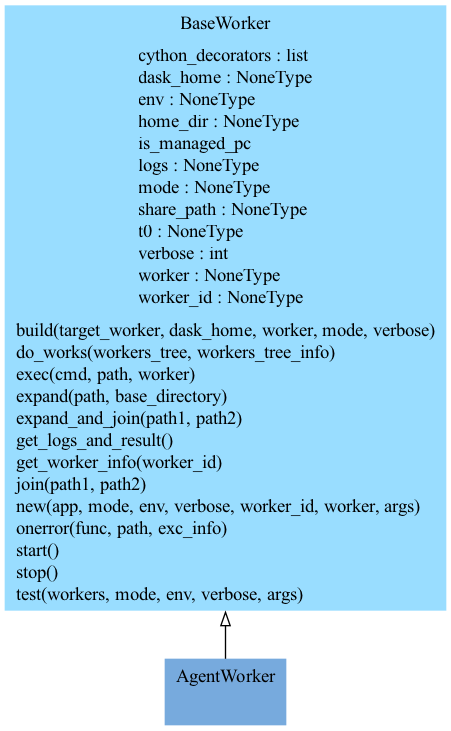 BaseWorker
cython_decorators : list
dask_home : NoneType
env : NoneType
home_dir : NoneType
is_managed_pc
logs : NoneType
mode : NoneType
share_path : NoneType
t0 : NoneType
verbose : int
worker : NoneType
worker_id : NoneType
build(target_worker, dask_home, worker, mode, verbose)
do_works(workers_tree, workers_tree_info)
exec(cmd, path, worker)
expand(path, base_directory)
expand_and_join(path1, path2)
get_logs_and_result()
get_worker_info(worker_id)
join(path1, path2)
new(app, mode, env, verbose, worker_id, worker, args)
onerror(func, path, exc_info)
start()
stop()
test(workers, mode, env, verbose, args)
AgentWorker